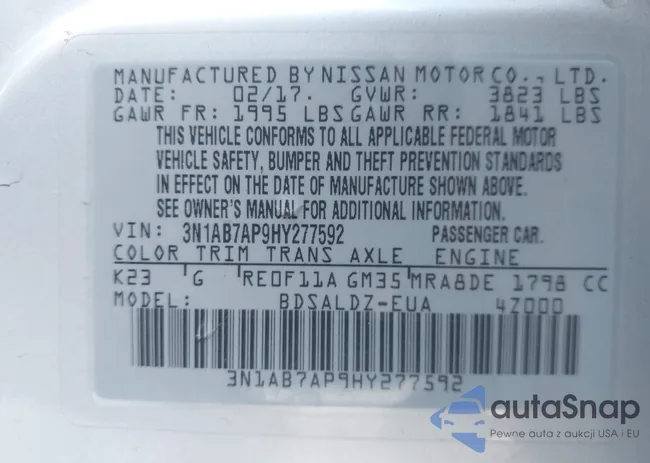 MANUFACTURED BY NISSAN MOTOR CO., LTD.
DATE: 02/17. GVWR: 3823 LBS
GAWR FR: 1995 LBS GAWR RR: 1841 LBS
THIS VEHICLE CONFORMS TO ALL APPLICABLE FEDERAL MOTOR
VEHICLE SAFETY, BUMPER AND THEFT PREVENTION STANDARDS
IN EFFECT ON THE DATE OF MANUFACTURE SHOWN ABOVE.
SEE OWNER'S MANUAL FOR ADDITIONAL INFORMATION.
VIN: 3N1AB7AP9HY277592 PASSENGER CAR.
COLOR TRIM TRANS AXLE ENGINE
K23 G RE0F11A GM35 MRA8DE 1798 CC
MODEL: BDSALDZ-EUA 4Z000
3N1AB7AP9HY277592
autaSnap
Pewne auta z aukcji USA i EU